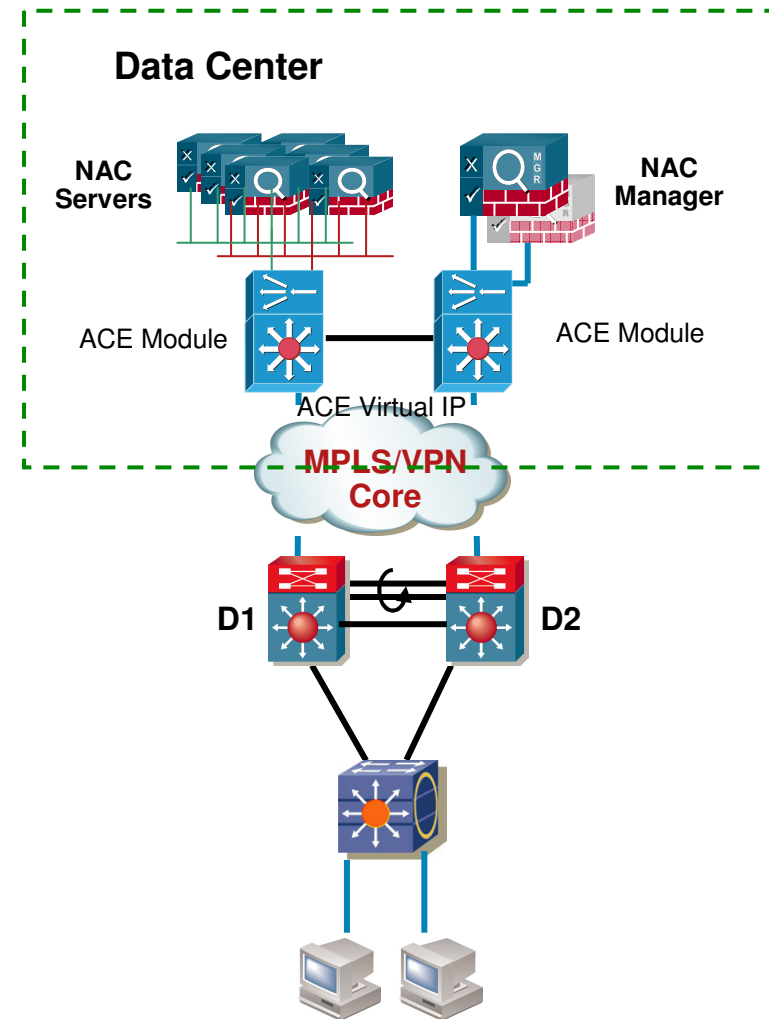 Data Center
NAC
Servers
M
G
R
NAC
Manager
ACE Module
ACE Module
ACE Virtual IP
MPLS/VPN
Core
D1
D2